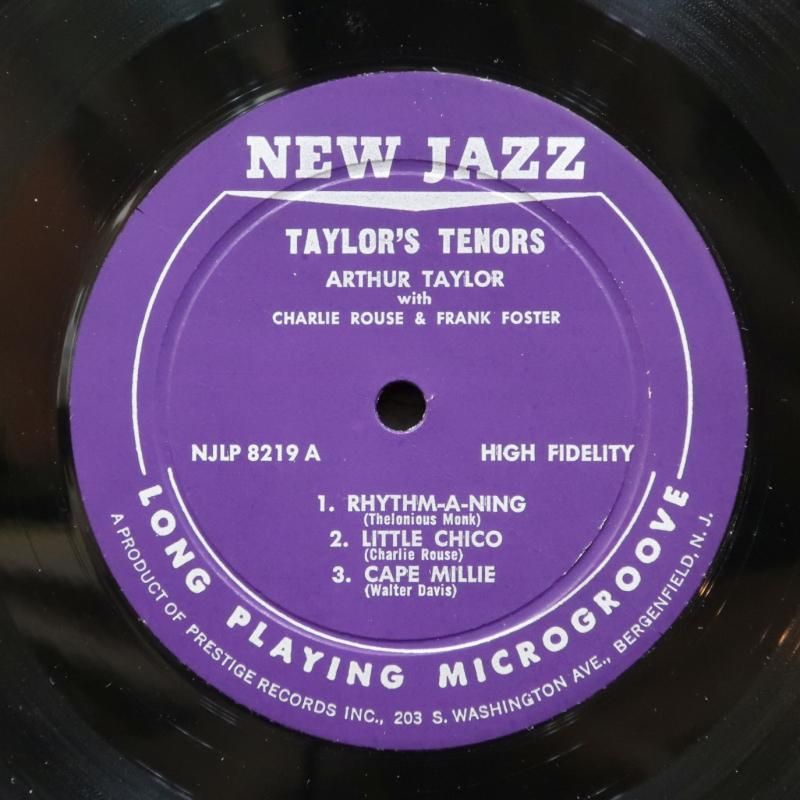 NEW JAZZ
TAYLOR'S TENORS
ARTHUR TAYLOR
with
CHARLIE ROUSE & FRANK FOSTER
NJLP 8219 A
HIGH FIDELITY
1. RHYTHM-A-NING
(Thelonious Monk)
2. LITTLE CHICO
(Charlie Rouse)
3. CAPE MILLIE
(Walter Davis)
LONG PLAYING MICROGROOVE
A PRODUCT OF PRESTIGE RECORDS INC., 203 S. WASHINGTON AVE., BERGENFIELD, N. J.